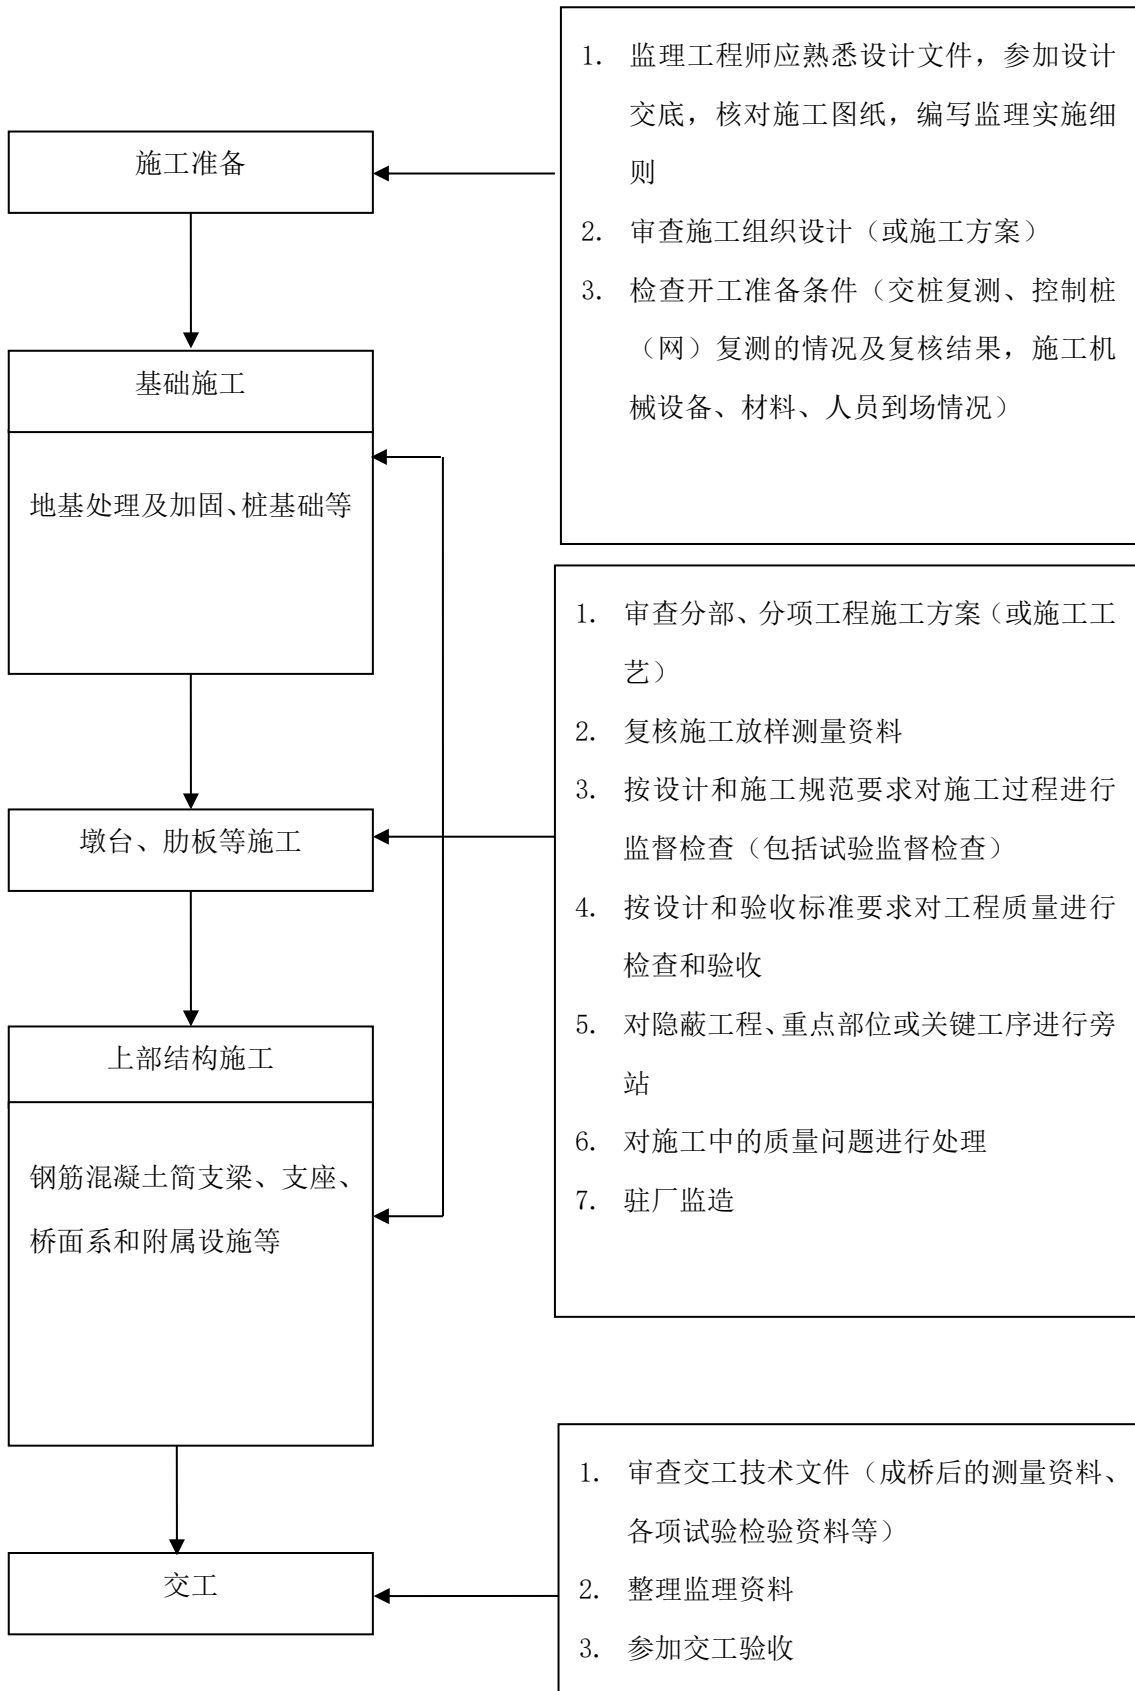 1. 监理工程师应熟悉设计文件，参加设计
交底，核对施工图纸，编写监理实施细
则
2. 审查施工组织设计（或施工方案）
3. 检查开工准备条件（交桩复测、控制桩
（网）复测的情况及复核结果，施工机
械设备、材料、人员到场情况）
施工准备
基础施工
地基处理及加固、桩基础等
1. 审查分部、分项工程施工方案（或施工工
艺）
2. 复核施工放样测量资料
3. 按设计和施工规范要求对施工过程进行
监督检查（包括试验监督检查）
4. 按设计和验收标准要求对工程质量进行
检查和验收
5. 对隐蔽工程、重点部位或关键工序进行旁
站
6. 对施工中的质量问题进行处理
7. 驻厂监造
墩台、肋板等施工
上部结构施工
钢筋混凝土简支梁、支座、
桥面系和附属设施等
1. 审查交工技术文件（成桥后的测量资料、
各项试验检验资料等）
2. 整理监理资料
3. 参加交工验收
交工